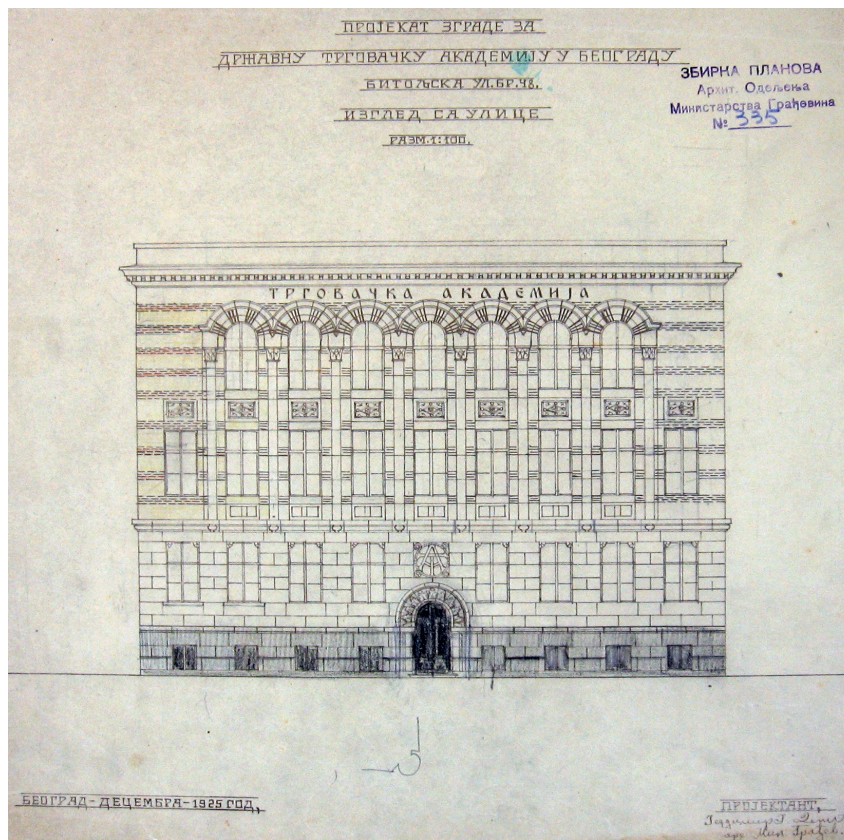 ПРОЈЕКАТ ЗГРАДЕ ЗА
ДРЖАВНУ ТРГОВАЧКУ АКАДЕМИЈУ У БЕОГРАДУ
БИТОЉСКА УЛ.БР.48.
ИЗГЛЕД СА УЛИЦЕ
РАЗМ.1:100.
ЗБИРКА ПЛАНОВА
Архит. Одељења
Министарства Грађевина
№ 335
ТРГОВАЧКА АКАДЕМИЈА
БЕОГРАД-ДЕЦЕМБРА-1925 ГОД,
ПРОЈЕКТАНТ,